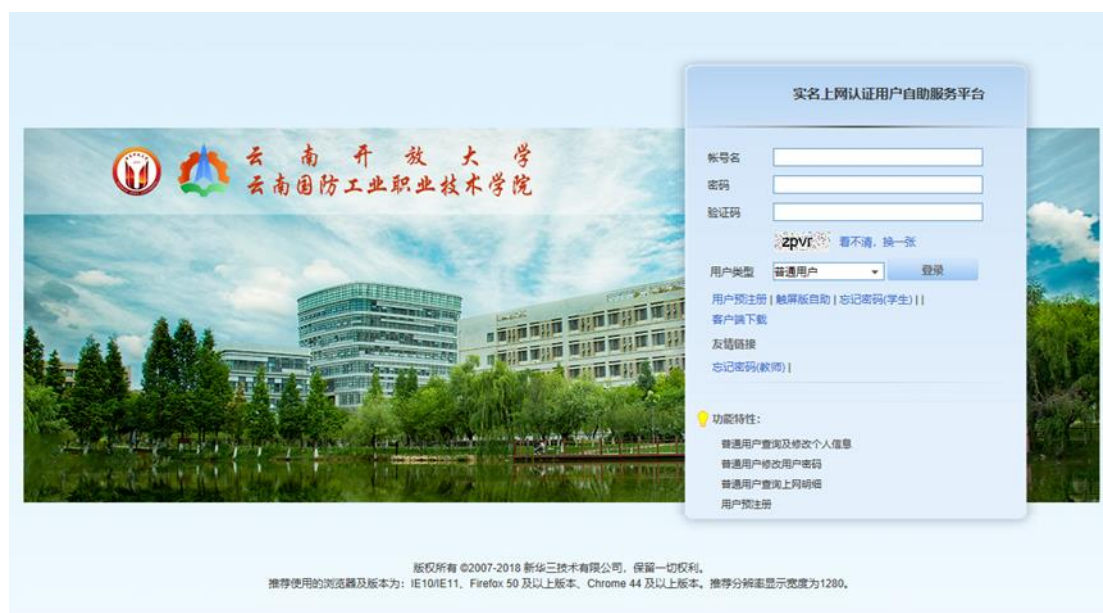 实名上网认证用户自助服务平台
云南开放大学
云南国防工业职业技术学院
帐号名
密码
验证码
zpvr 看不清，换一张
用户类型 普通用户 登录
用户预注册 | 触屏版自助 | 忘记密码(学生) | |
客户端下载
友情链接
忘记密码(教师) |
功能特性：
普通用户查询及修改个人信息
普通用户修改用户密码
普通用户查询上网明细
用户预注册
版权所有 ©2007-2018 新华三技术有限公司，保留一切权利。
推荐使用的浏览器及版本为：IE10/IE11、Firefox 50 及以上版本、Chrome 44 及以上版本。推荐分辨率显示宽度为1280。